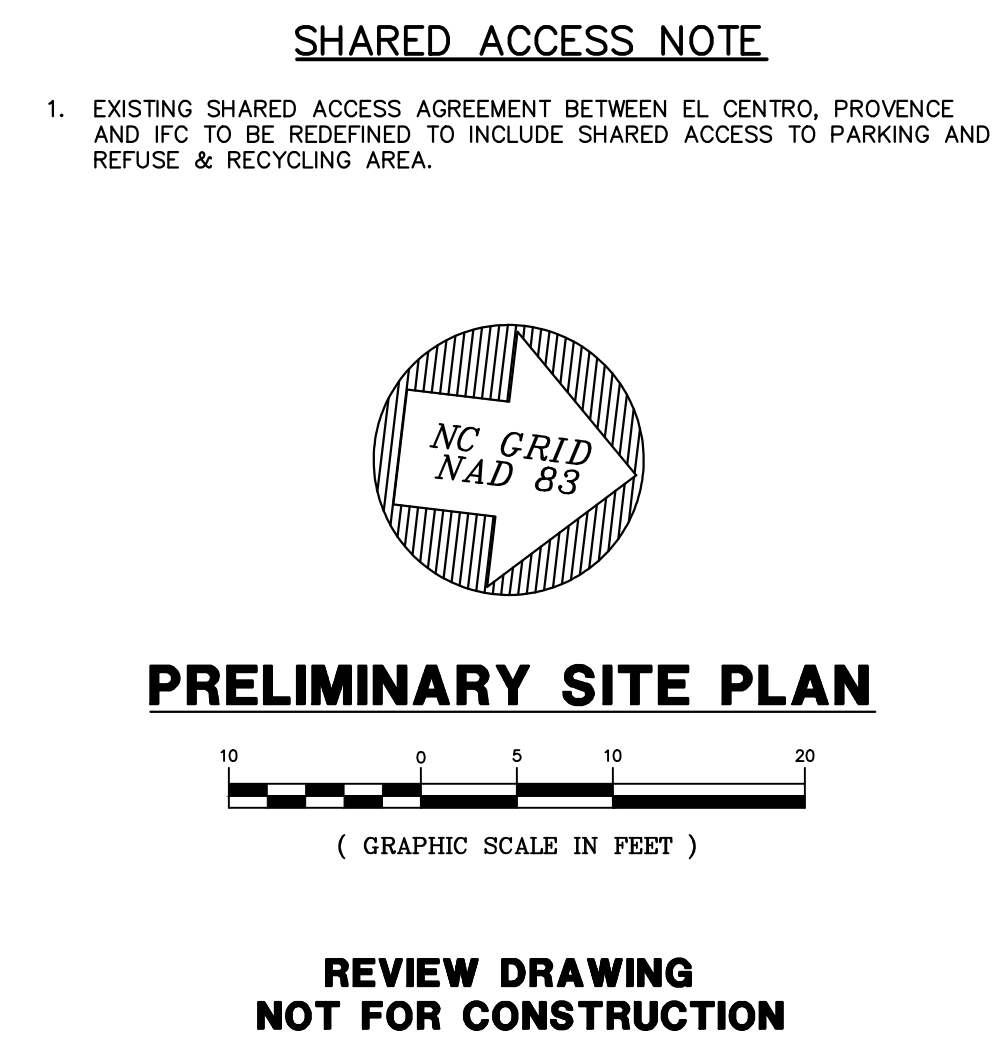 SHARED ACCESS NOTE
1. EXISTING SHARED ACCESS AGREEMENT BETWEEN EL CENTRO, PROVENCE
AND IFC TO BE REDEFINED TO INCLUDE SHARED ACCESS TO PARKING AND
REFUSE & RECYCLING AREA.
NC GRID
NAD 83
PRELIMINARY SITE PLAN
10 0 5 10 20
( GRAPHIC SCALE IN FEET )
REVIEW DRAWING
NOT FOR CONSTRUCTION